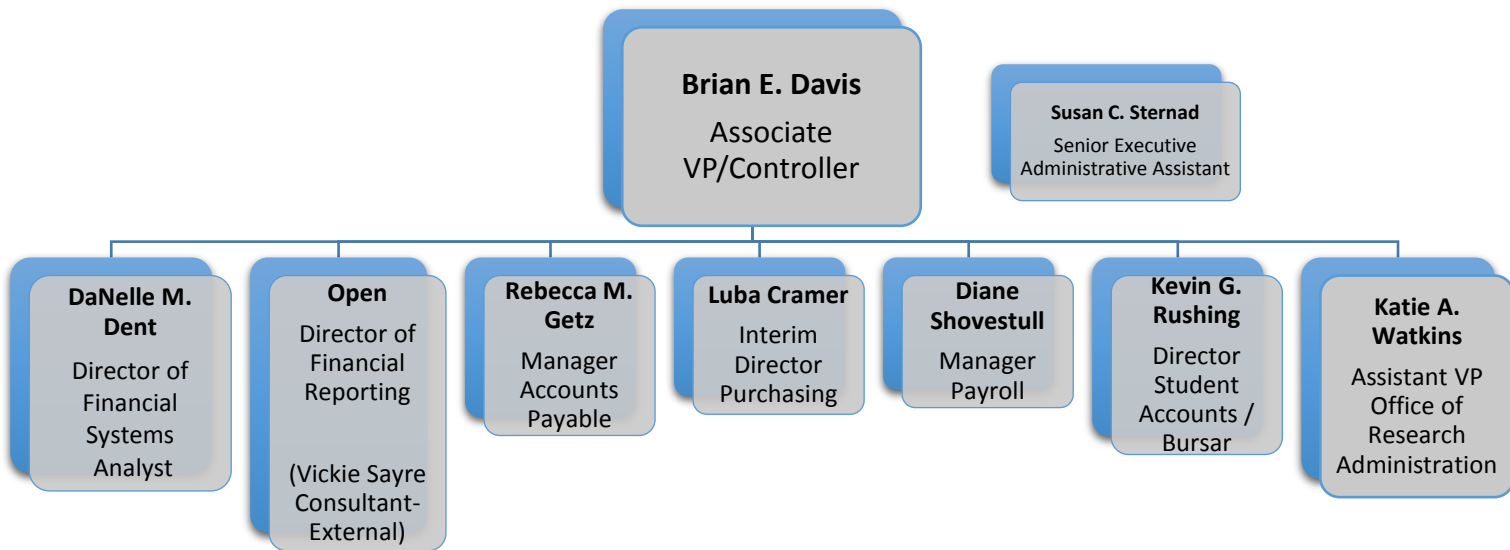 Brian E. Davis
Associate
VP/Controller
Susan C. Sternad
Senior Executive
Administrative Assistant
DaNelle M.
Dent
Director of
Financial
Systems
Analyst
Open
Director of
Financial
Reporting
(Vickie Sayre
Consultant-
External)
Rebecca M.
Getz
Manager
Accounts
Payable
Luba Cramer
Interim
Director
Purchasing
Diane
Shovestull
Manager
Payroll
Kevin G.
Rushing
Director
Student
Accounts /
Bursar
Katie A.
Watkins
Assistant VP
Office of
Research
Administration